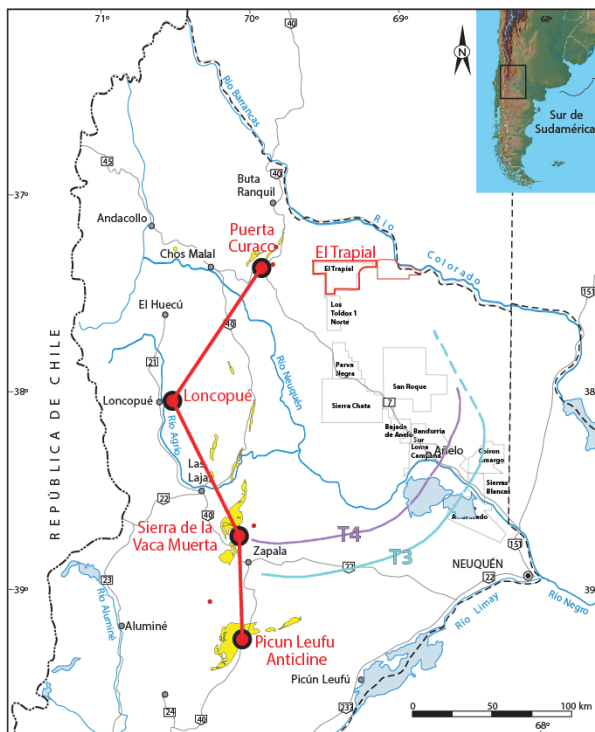 71°
70°
69°
68°
N
Sur de
Sudamérica
Río Barrancas
40
45
Buta
Ranquil
37°
Andacollo
Puerta
Curaco
Chos Malal
Río
Colorado
El Trapial
El Trapial
Los
Toldos 1
Norte
151
El Huecú
40
REPÚBLICA DE CHILE
21
Río Neuquén
Parva
Negra
San Roque
38°
38
Sierra Chata
7
Loncopué
Loncopué
Río Agrio
Bajada
de Añelo
Bandurria
Sur
Loma
Campana
Añelo
Coiron
Amargo
Las
Lajas
22
40
Sierras
Blancas
Sierra de la
Vaca Muerta
T4
T3
Zapala
151
NEUQUÉN
22
22
39°
39
23
Río Aluminé
Aluminé
Río Limay
Río Negro
Picun Leufu
Anticline
Picún Leufú
24
40
237
0
50
100 km
68°